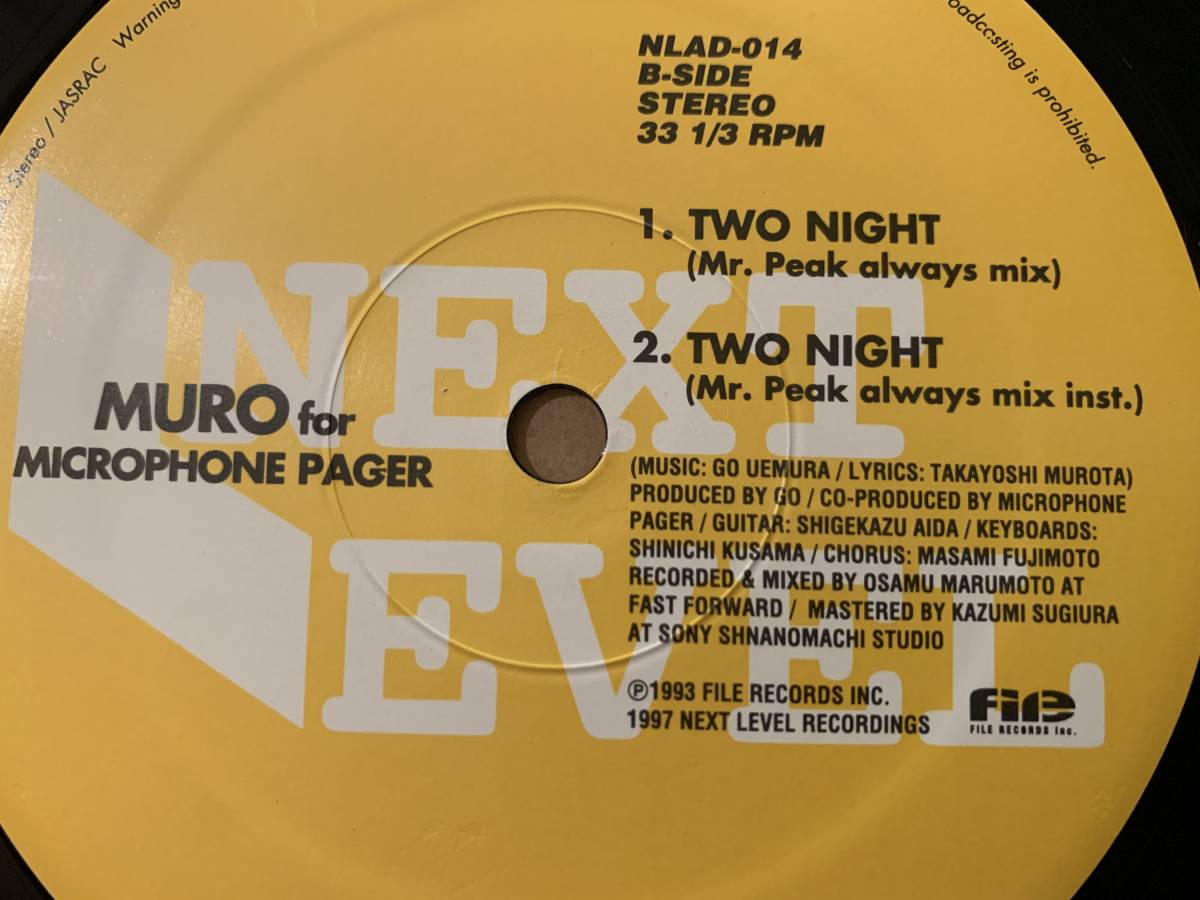 Stereo / JASRAC Warning
oadcasting is prohibited.
NLAD-014
B-SIDE
STEREO
33 1/3 RPM
1. TWO NIGHT
(Mr. Peak always mix)
2. TWO NIGHT
(Mr. Peak always mix inst.)
NEXT
EVEL
MURO for
MICROPHONE PAGER
(MUSIC: GO UEMURA / LYRICS: TAKAYOSHI MUROTA)
PRODUCED BY GO / CO-PRODUCED BY MICROPHONE
PAGER / GUITAR: SHIGEKAZU AIDA / KEYBOARDS:
SHINICHI KUSAMA / CHORUS: MASAMI FUJIMOTO
RECORDED & MIXED BY OSAMU MARUMOTO AT
FAST FORWARD / MASTERED BY KAZUMI SUGIURA
AT SONY SHNANOMACHI STUDIO
℗1993 FILE RECORDS INC.
1997 NEXT LEVEL RECORDINGS
File
FILE RECORDS Inc.